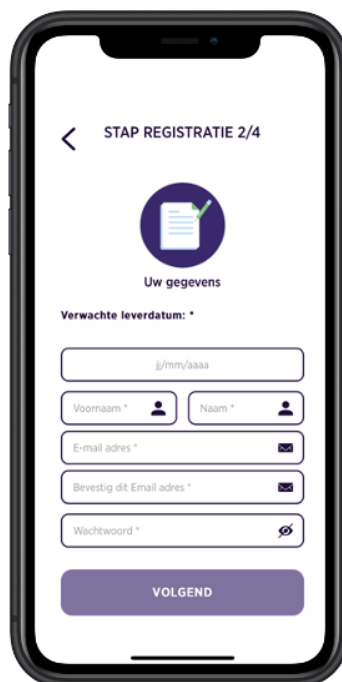 STAP REGISTRATIE 2/4
Uw gegevens
Verwachte leverdatum: *
jj/mm/aaaa
Voornaam * Naam *
E-mail adres *
Bevestig dit Email adres *
Wachtwoord *
VOLGEND